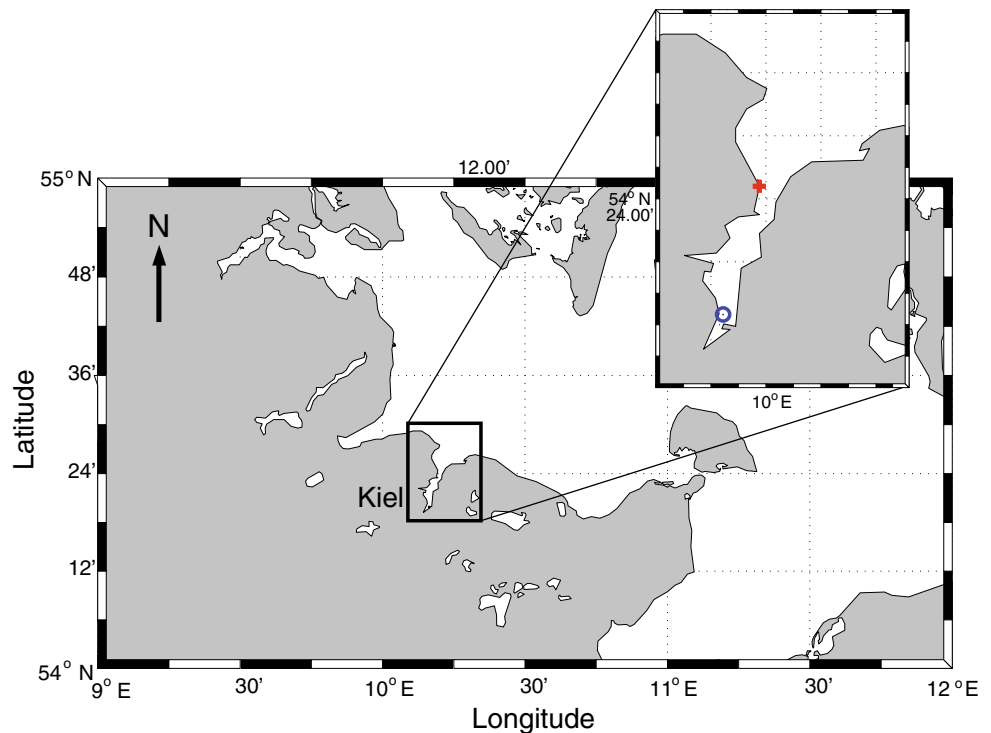 12.00'
55° N
54° N
24.00'
N
48'
36'
10° E
Latitude
24'
Kiel
12'
54° N
9° E
30'
10° E
30'
11° E
30'
12° E
Longitude